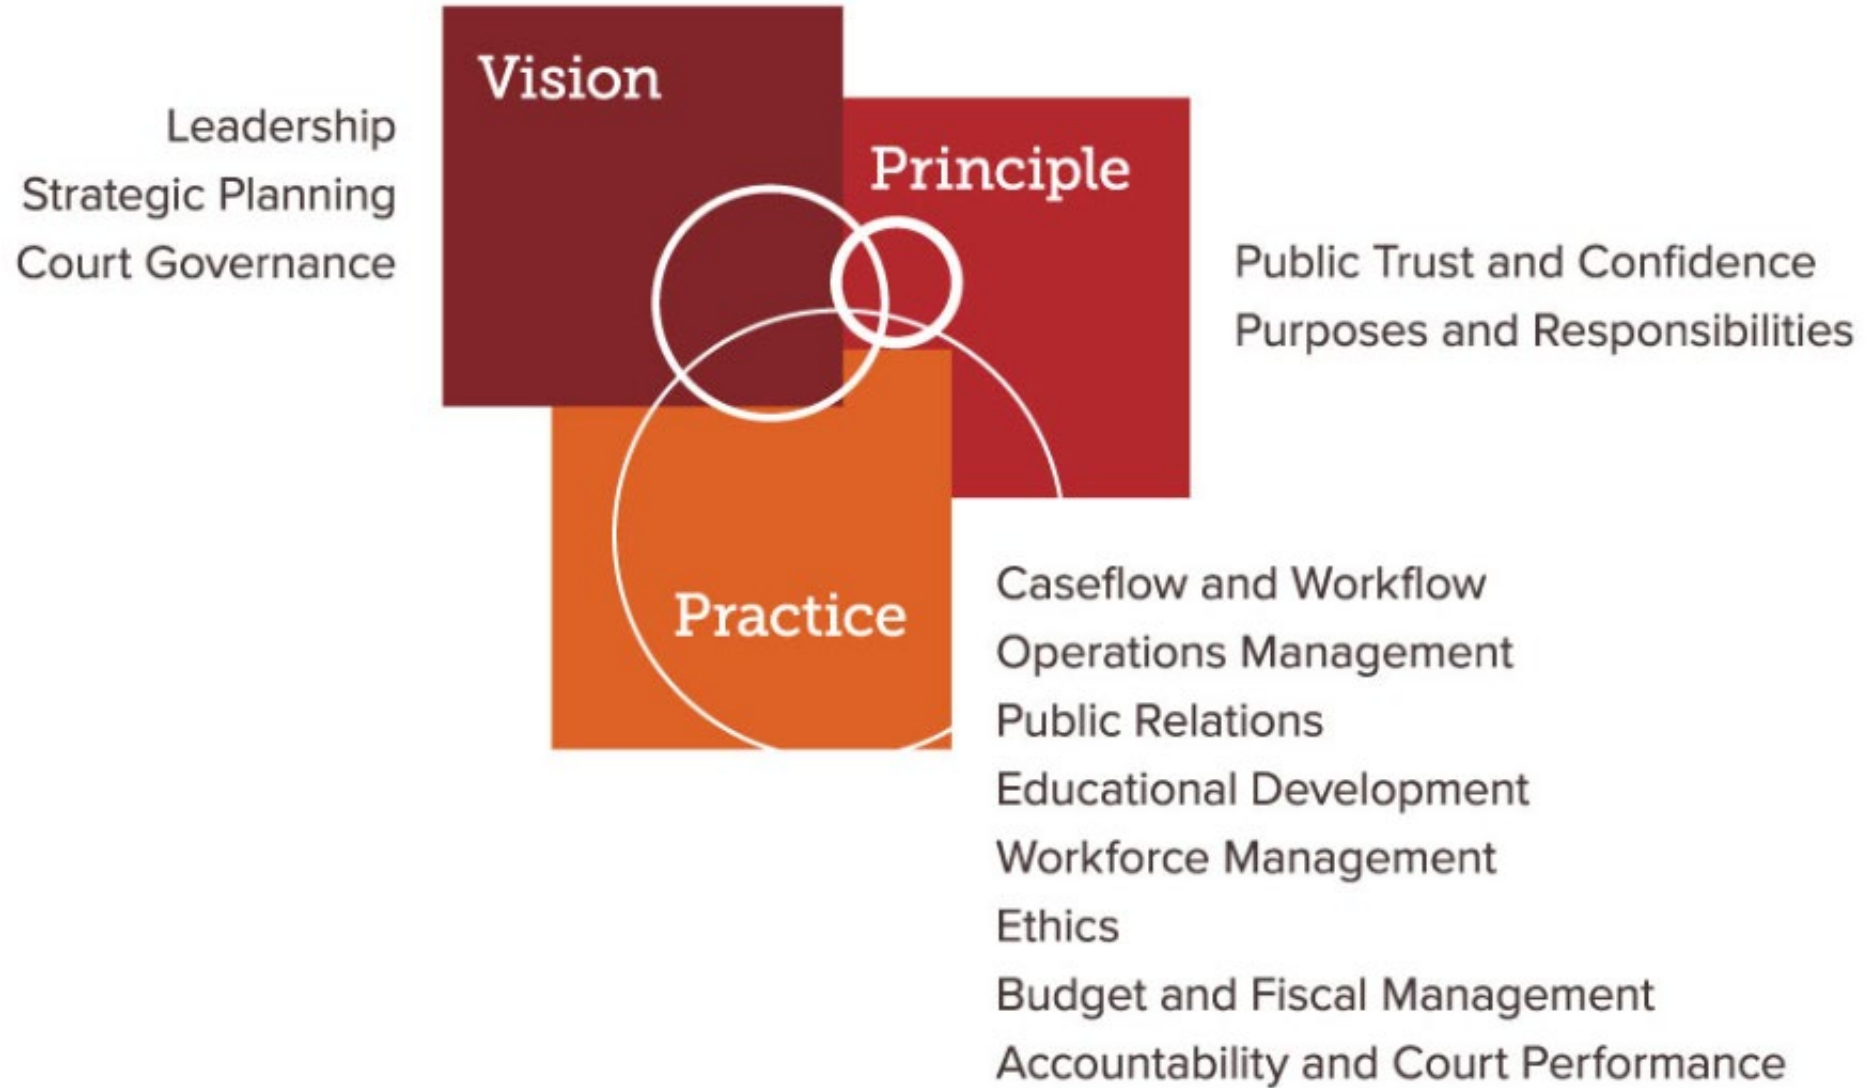 Vision
Leadership
Strategic Planning
Court Governance
Principle
Public Trust and Confidence
Purposes and Responsibilities
Practice
Caseflow and Workflow
Operations Management
Public Relations
Educational Development
Workforce Management
Ethics
Budget and Fiscal Management
Accountability and Court Performance